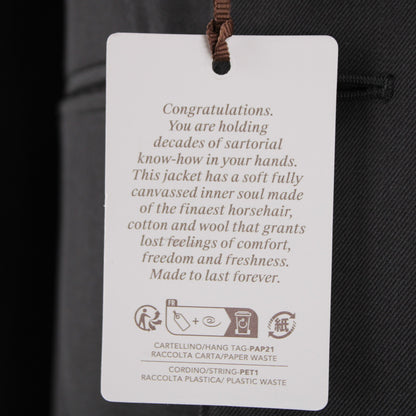 Congratulations.
You are holding
decades of sartorial
know-how in your hands.
This jacket has a soft fully
canvassed inner soul made
of the finaest horsehair,
cotton and wool that grants
lost feelings of comfort,
freedom and freshness.
Made to last forever.
FR
+
紙
CARTELLINO/HANG TAG-PAP21
RACCOLTA CARTA/PAPER WASTE
CORDINO/STRING-PET1
RACCOLTA PLASTICA/ PLASTIC WASTE